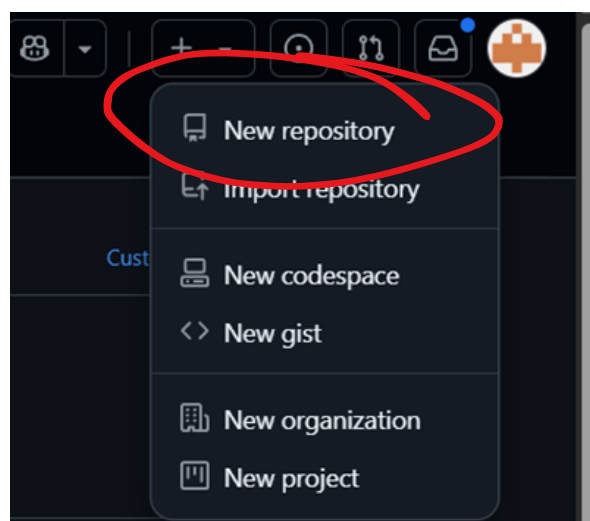 New repository
Import repository
Cust
New codespace
New gist
New organization
New project